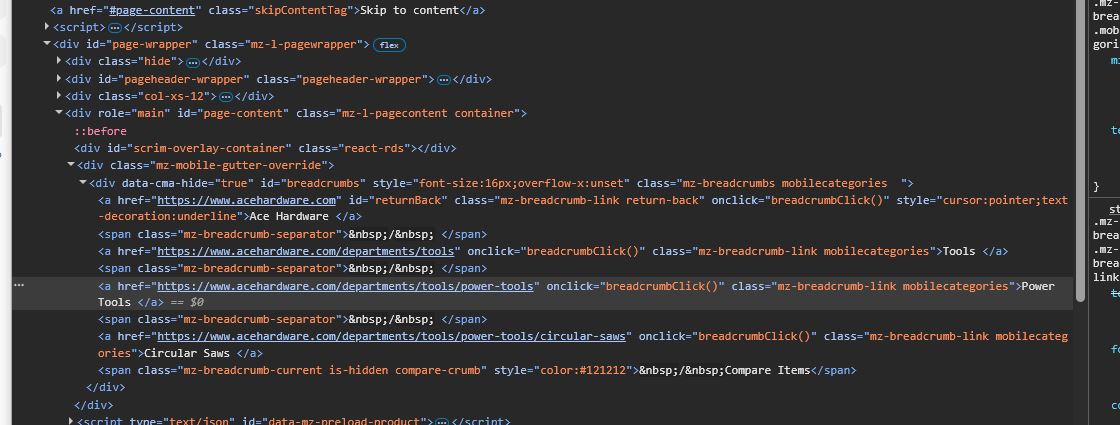 <a href="#page-content" class="skipContentTag">Skip to content</a>
<script>…</script>
<div id="page-wrapper" class="mz-l-pagewrapper"> flex
<div class="hide">…</div>
<div id="pageheader-wrapper" class="pageheader-wrapper">…</div>
<div class="col-xs-12">…</div>
<div role="main" id="page-content" class="mz-l-pagecontent container">
::before
<div id="scrim-overlay-container" class="react-rds"></div>
<div class="mz-mobile-gutter-override">
<div data-cma-hide="true" id="breadcrumbs" style="font-size:16px;overflow-x:unset" class="mz-breadcrumbs mobilecategories  ">
<a href="https://www.acehardware.com" id="returnBack" class="mz-breadcrumb-link return-back" onclick="breadcrumbClick()" style="cursor:pointer;text
-decoration:underline">Ace Hardware </a>
<span class="mz-breadcrumb-separator">&nbsp;/&nbsp; </span>
<a href="https://www.acehardware.com/departments/tools" onclick="breadcrumbClick()" class="mz-breadcrumb-link mobilecategories">Tools </a>
<span class="mz-breadcrumb-separator">&nbsp;/&nbsp; </span>
… <a href="https://www.acehardware.com/departments/tools/power-tools" onclick="breadcrumbClick()" class="mz-breadcrumb-link mobilecategories">Power
Tools </a> == $0
<span class="mz-breadcrumb-separator">&nbsp;/&nbsp; </span>
<a href="https://www.acehardware.com/departments/tools/power-tools/circular-saws" onclick="breadcrumbClick()" class="mz-breadcrumb-link mobilecateg
ories">Circular Saws </a>
<span class="mz-breadcrumb-current is-hidden compare-crumb" style="color:#121212">&nbsp;/&nbsp;Compare Items</span>
</div>
</div>
<script type="text/json" id="data-mz-preload-product">…</script>
.mz-
brea
.mob
gori
mi
te
}
st
.mz-
brea
.mz-
brea
link
te
fo
co